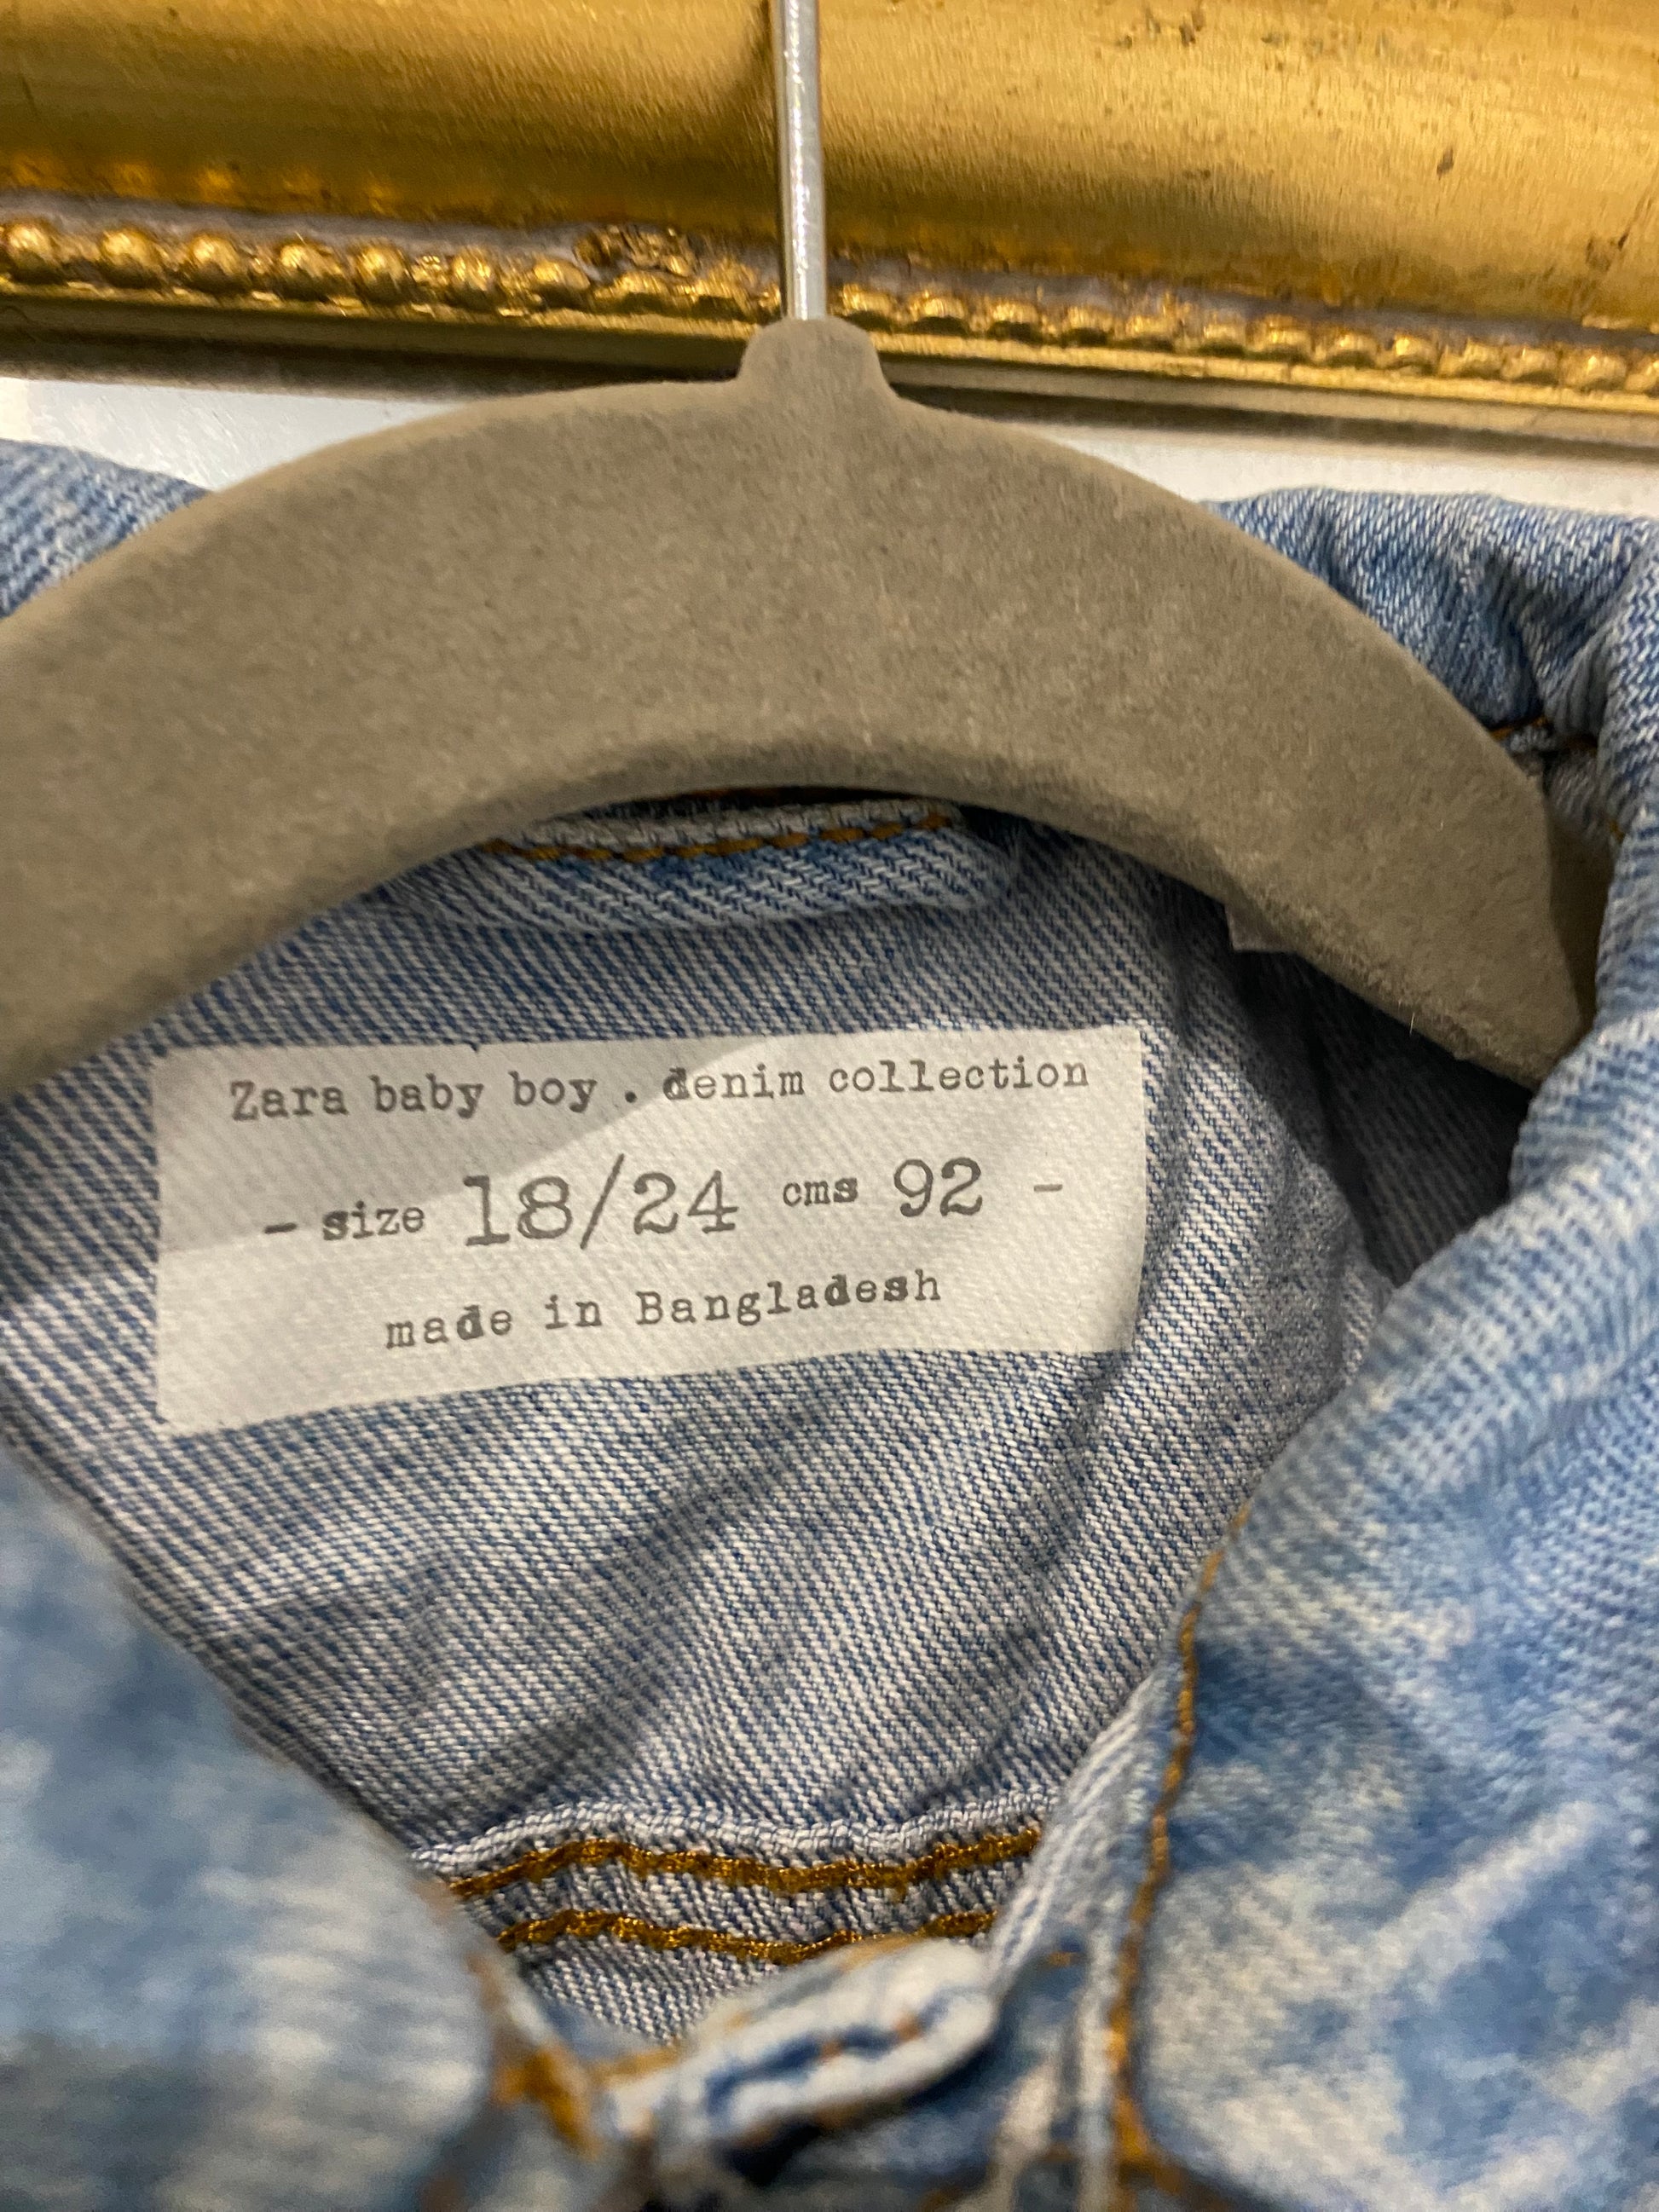 Zara baby boy . denim collection
- size 18/24 cms 92 -
made in Bangladesh